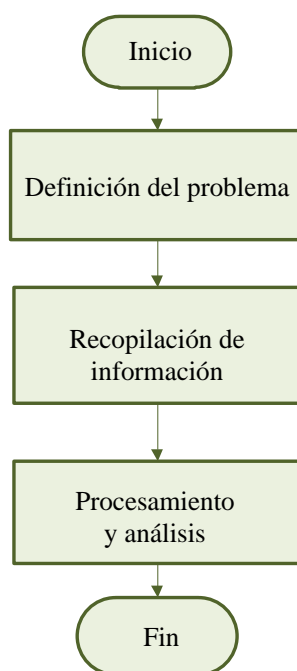 Inicio
Definición del problema
Recopilación de
información
Procesamiento
y análisis
Fin